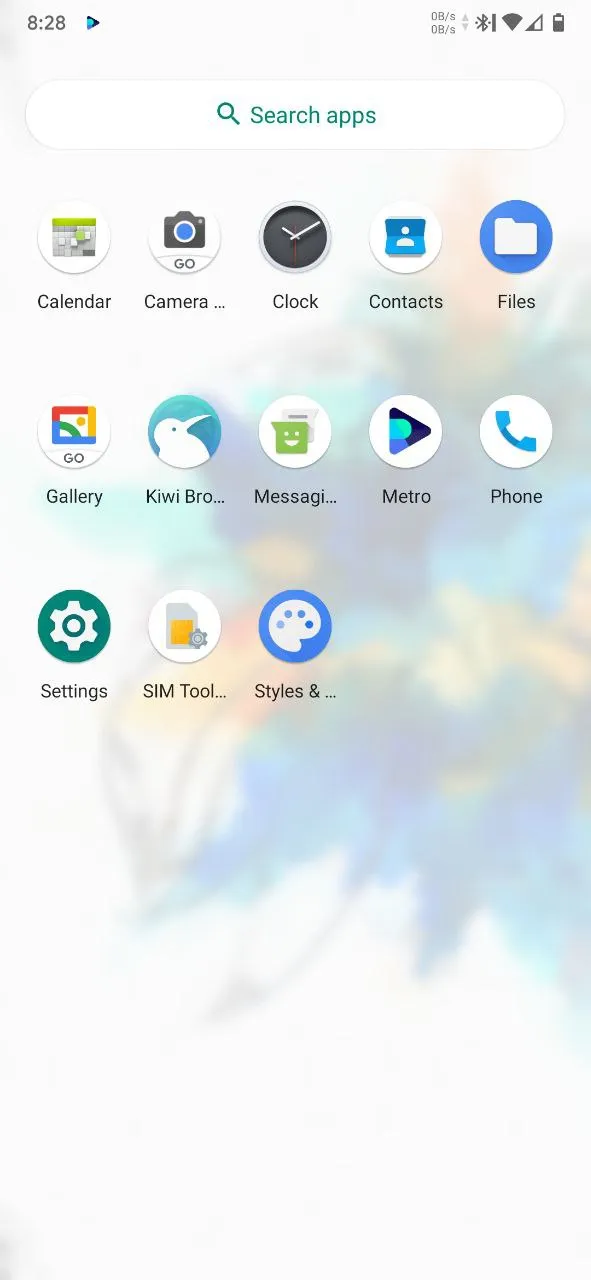 8:28
0B/s
0B/s
Search apps
GO
Calendar
Camera ...
Clock
Contacts
Files
GO
Gallery
Kiwi Bro...
Messagi...
Metro
Phone
Settings
SIM Tool...
Styles & ...